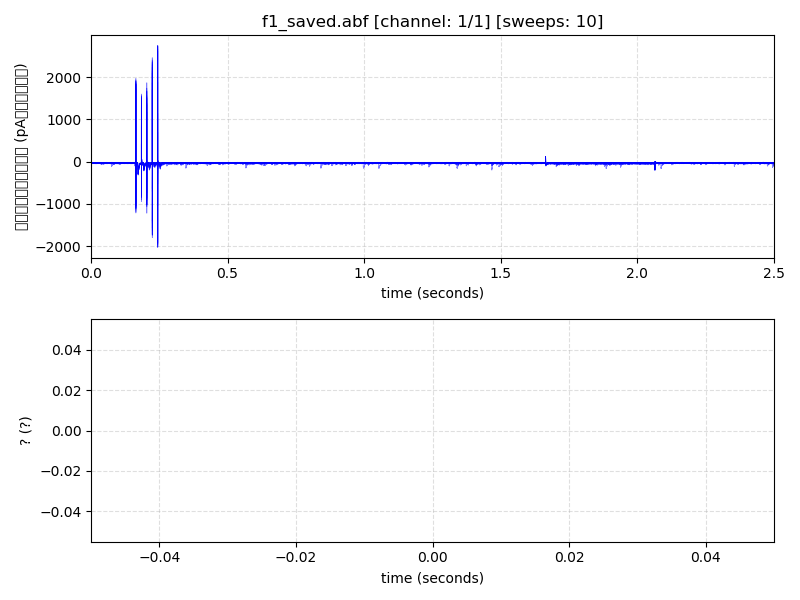 f1_saved.abf [channel: 1/1] [sweeps: 10]
2000
1000
0
−1000
−2000
(pA
)
0.0 0.5 1.0 1.5 2.0 2.5
time (seconds)
0.04
0.02
0.00
−0.02
−0.04
? (?)
−0.04 −0.02 0.00 0.02 0.04
time (seconds)